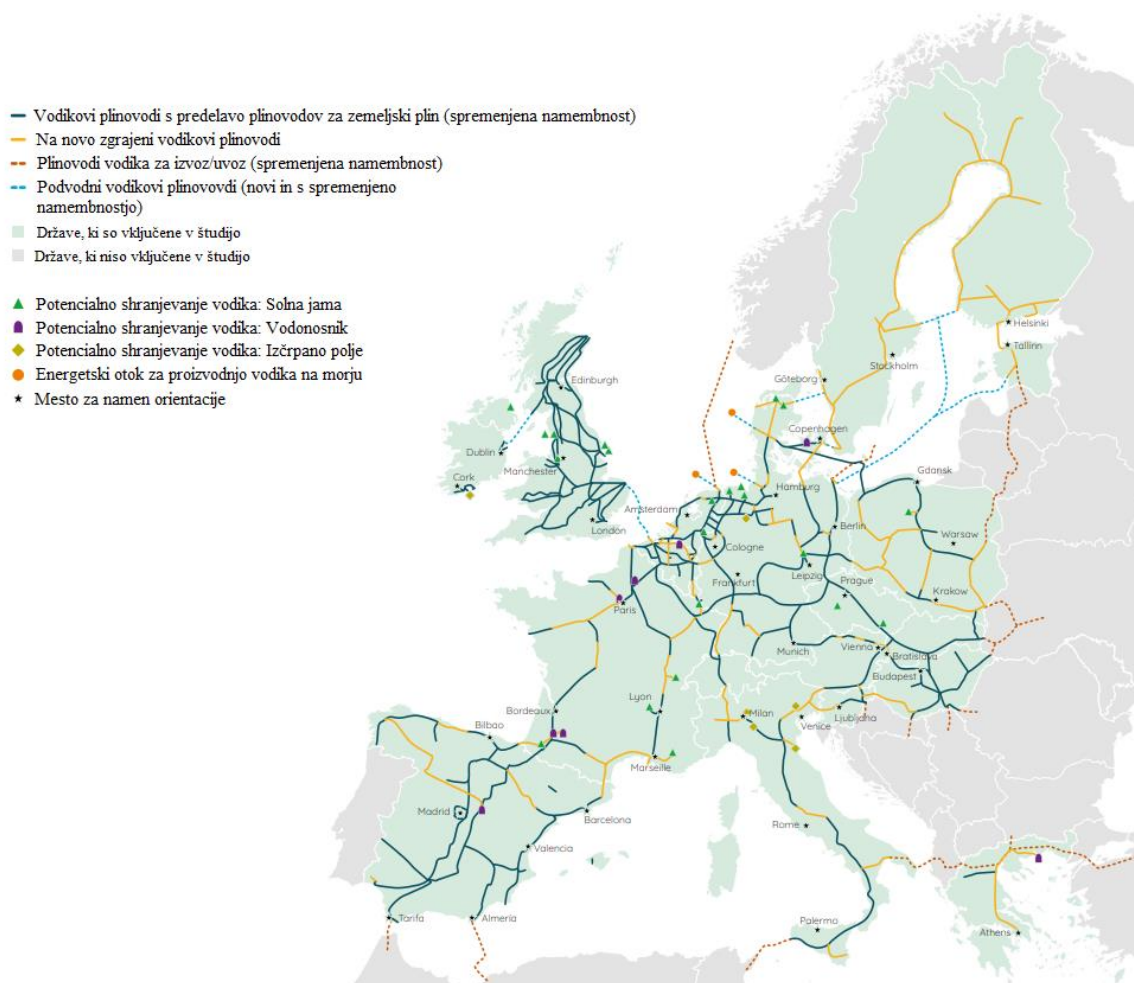 Vodikovi plinovodi s predelavo plinovodov za zemeljski plin (spremenjena namembnost)
Na novo zgrajeni vodikovi plinovodi
Plinovodi vodika za izvoz/uvoz (spremenjena namembnost)
Podvodni vodikovi plinovovdi (novi in s spremenjeno
namembnostjo)
Države, ki so vključene v študijo
Države, ki niso vključene v študijo
Potencialno shranjevanje vodika: Solna jama
Potencialno shranjevanje vodika: Vodonosnik
Potencialno shranjevanje vodika: Izčrpano polje
Energetski otok za proizvodnjo vodika na morju
Mesto za namen orientacije
Helsinki
Tallinn
Stockholm
Göteborg
Edinburgh
Copenhagen
Dublin
Manchester
Cork
Gdansk
Hamburg
Amsterdam
London
Berlin
Warsaw
Cologne
Leipzig
Frankfurt
Prague
Krakow
Paris
Munich
Vienna
Bratislava
Budapest
Lyon
Bordeaux
Milan
Venice
Ljubljana
Bilbao
Marseille
Madrid
Barcelona
Rome
Valencia
Tarifa
Almería
Palermo
Athens